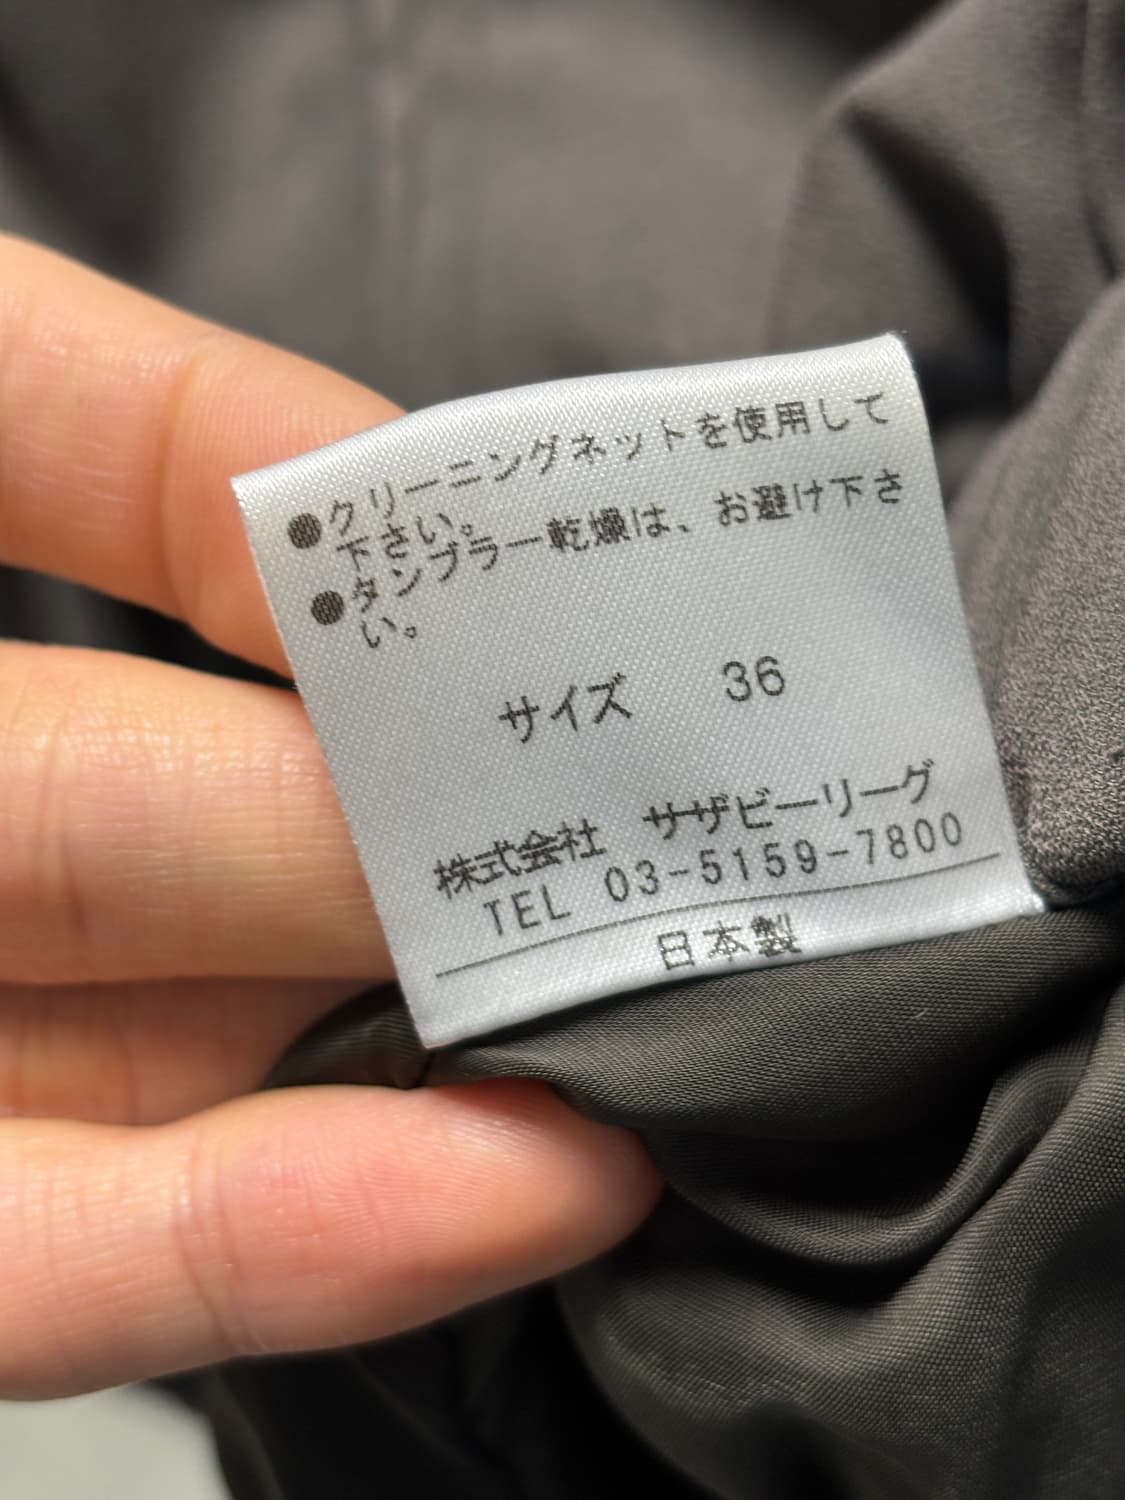 ●クリーニングネットを使用して
下さい。
●タンブラー乾燥は、お避け下さ
い。
サイズ 36
株式会社 サザビーリーグ
TEL 03-5159-7800
日本製